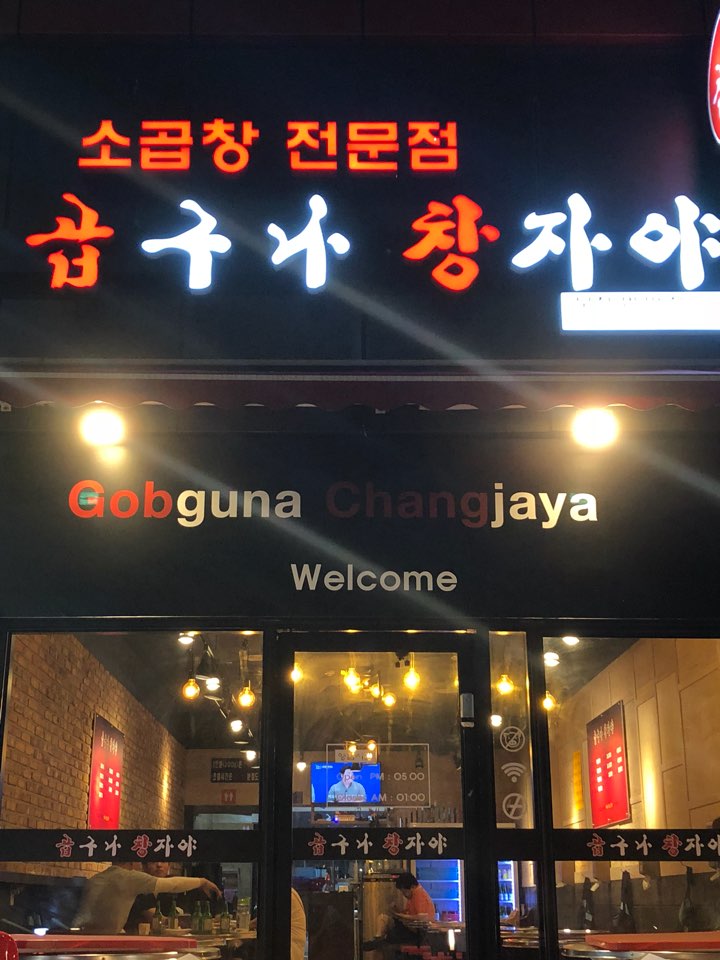 소곱창 전문점
곱구나 창자야
Gobguna Changjaya
Welcome
PM : 05:00
AM : 01:00
곱구나 창자야
곱구나 창자야
곱구나 창자야